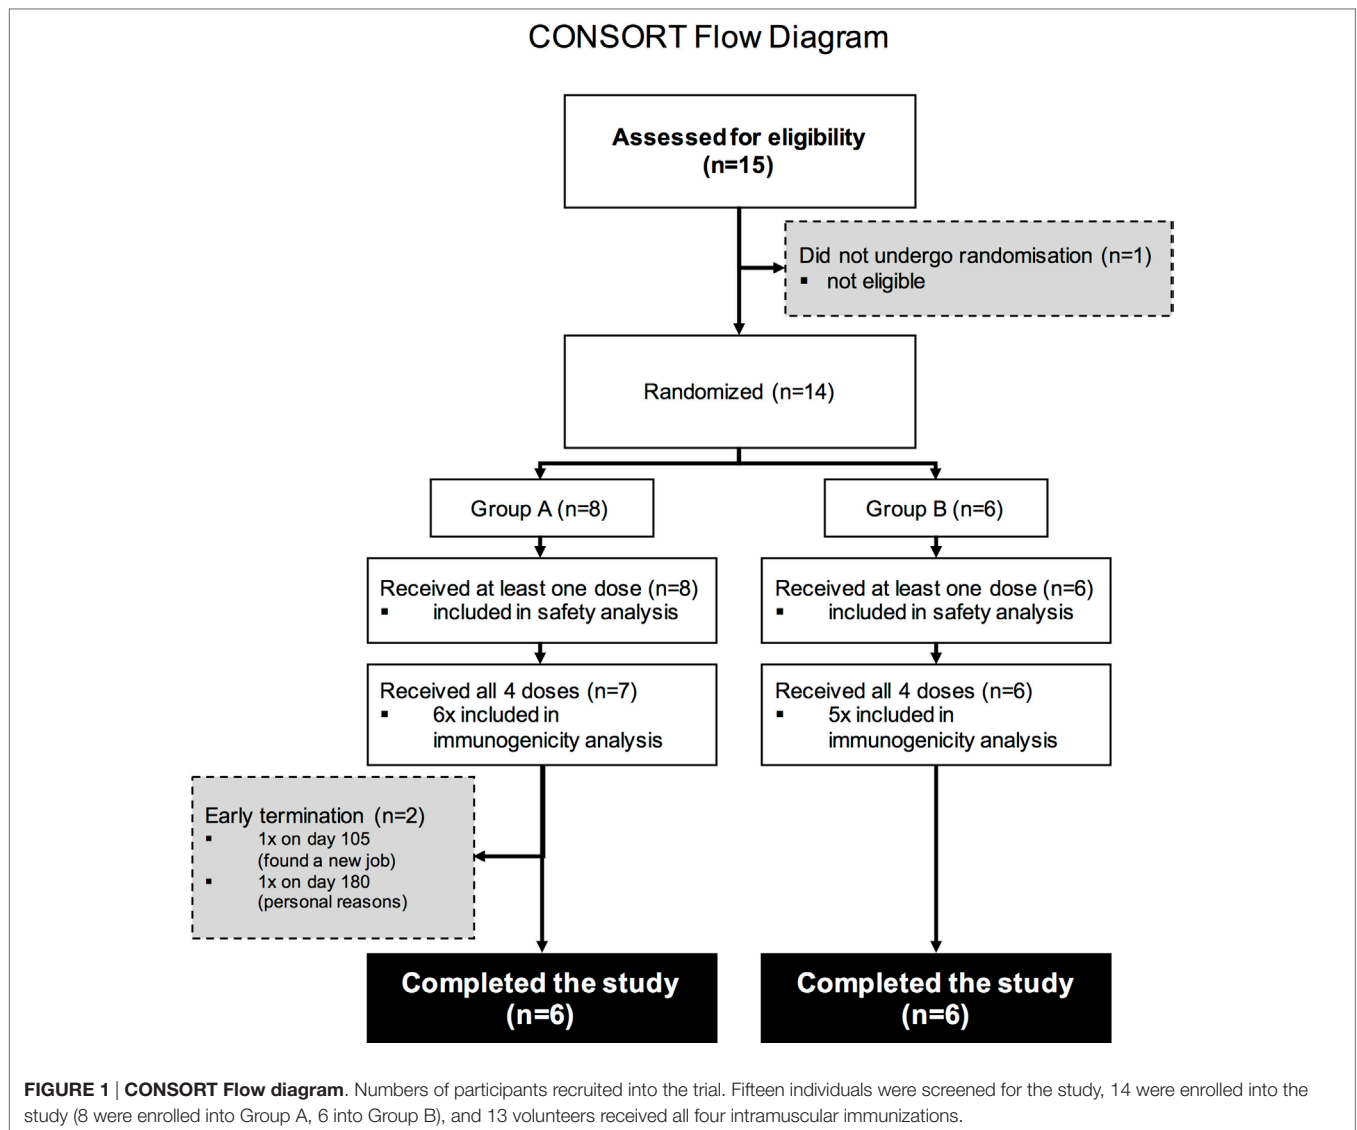 CONSORT Flow Diagram
Assessed for eligibility
(n=15)
Did not undergo randomisation (n=1)
▪ not eligible
Randomized (n=14)
Group A (n=8)
Group B (n=6)
Received at least one dose (n=8)
▪ included in safety analysis
Received at least one dose (n=6)
▪ included in safety analysis
Received all 4 doses (n=7)
▪ 6x included in
immunogenicity analysis
Received all 4 doses (n=6)
▪ 5x included in
immunogenicity analysis
Early termination (n=2)
▪ 1x on day 105
(found a new job)
▪ 1x on day 180
(personal reasons)
Completed the study
(n=6)
Completed the study
(n=6)
FIGURE 1 | CONSORT Flow diagram. Numbers of participants recruited into the trial. Fifteen individuals were screened for the study, 14 were enrolled into the
study (8 were enrolled into Group A, 6 into Group B), and 13 volunteers received all four intramuscular immunizations.